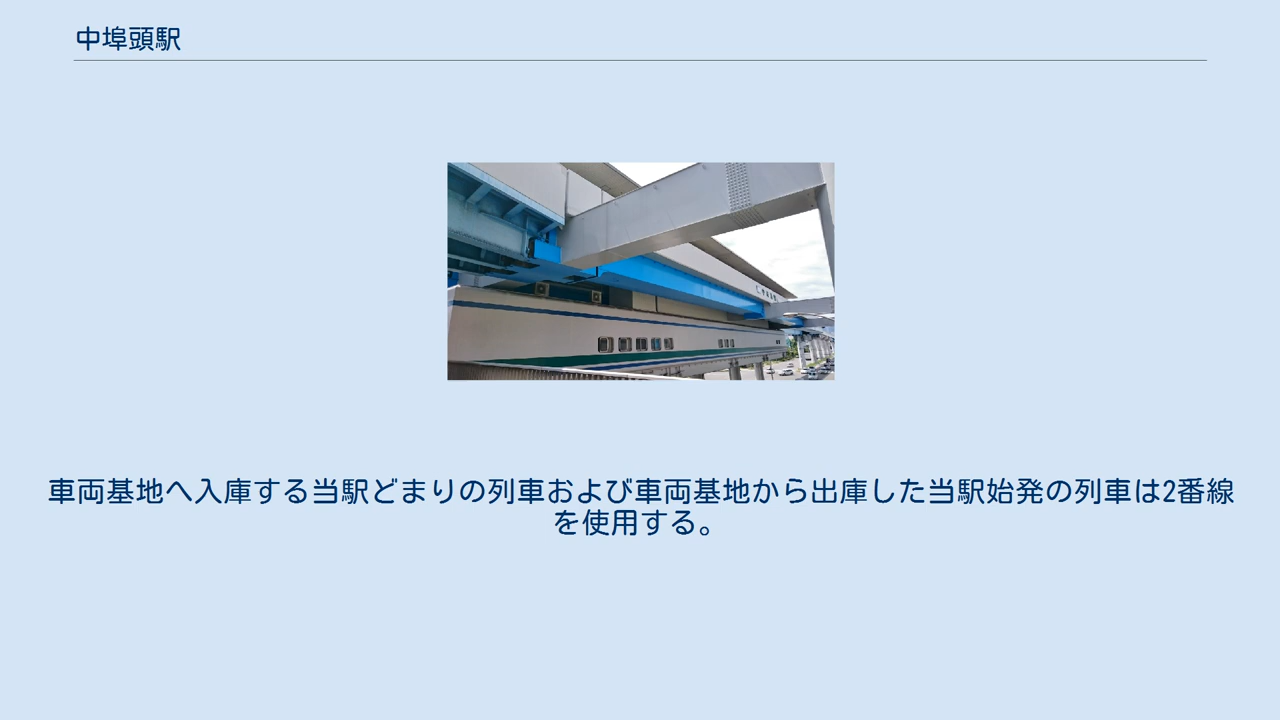 中埠頭駅
車両基地へ入庫する当駅どまりの列車および車両基地から出庫した当駅始発の列車は2番線
を使用する。